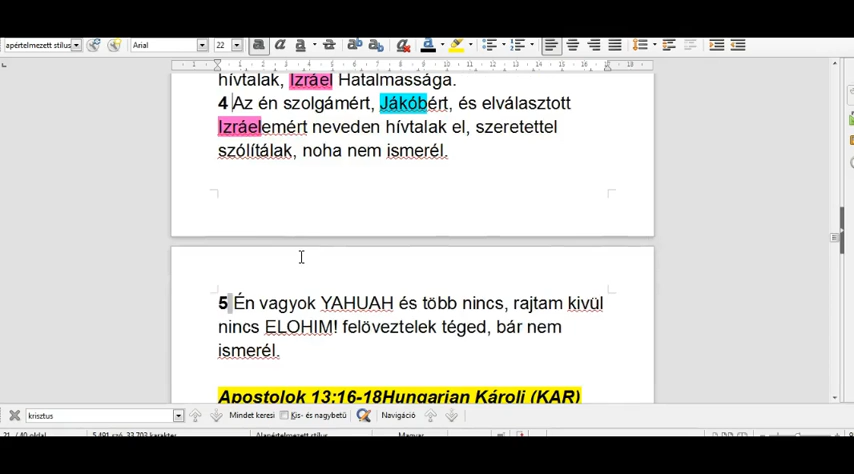 apértelmezett stílus Arial 22
hívtalak, Izráel Hatalmassága.
4 Az én szolgámért, Jákóbért, és elválasztott
Izráelemért neveden hívtalak el, szeretettel
szólítálak, noha nem ismerél.
5 Én vagyok YAHUAH és több nincs, rajtam kivül
nincs ELOHIM! felöveztelek téged, bár nem
ismerél.
Apostolok 13:16-18Hungarian Károli (KAR)
krisztus Mindet keresi Kis- és nagybetű Navigáció